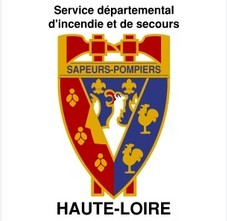 Service départemental
d'incendie et de secours
SAPEURS-POMPIERS
HAUTE-LOIRE